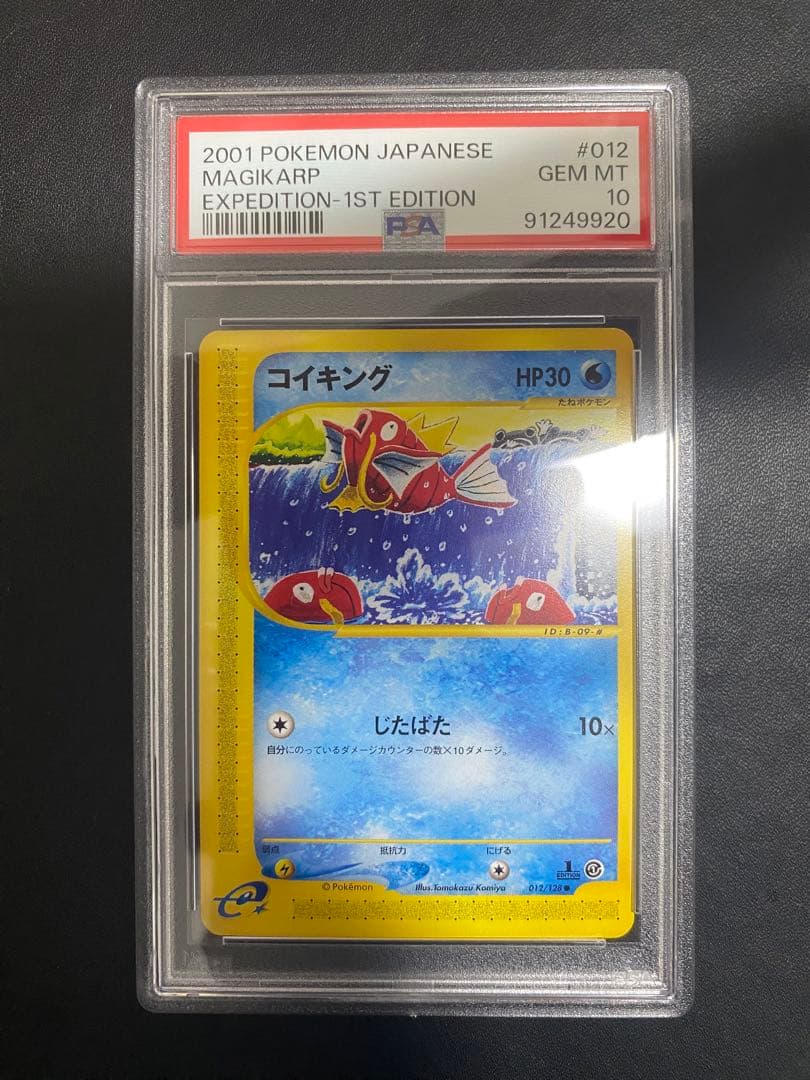 2001 POKEMON JAPANESE #012
MAGIKARP GEM MT
EXPEDITION-1ST EDITION 10
PSA 91249920
コイキング HP30
たねポケモン
ID:B-09-#
じたばた 10×
自分にのっているダメージカウンターの数×10ダメージ。
弱点 抵抗力 にげる
1 EDITION
© Pokémon Illus.Tomokazu Komiya 012/128 ●
e